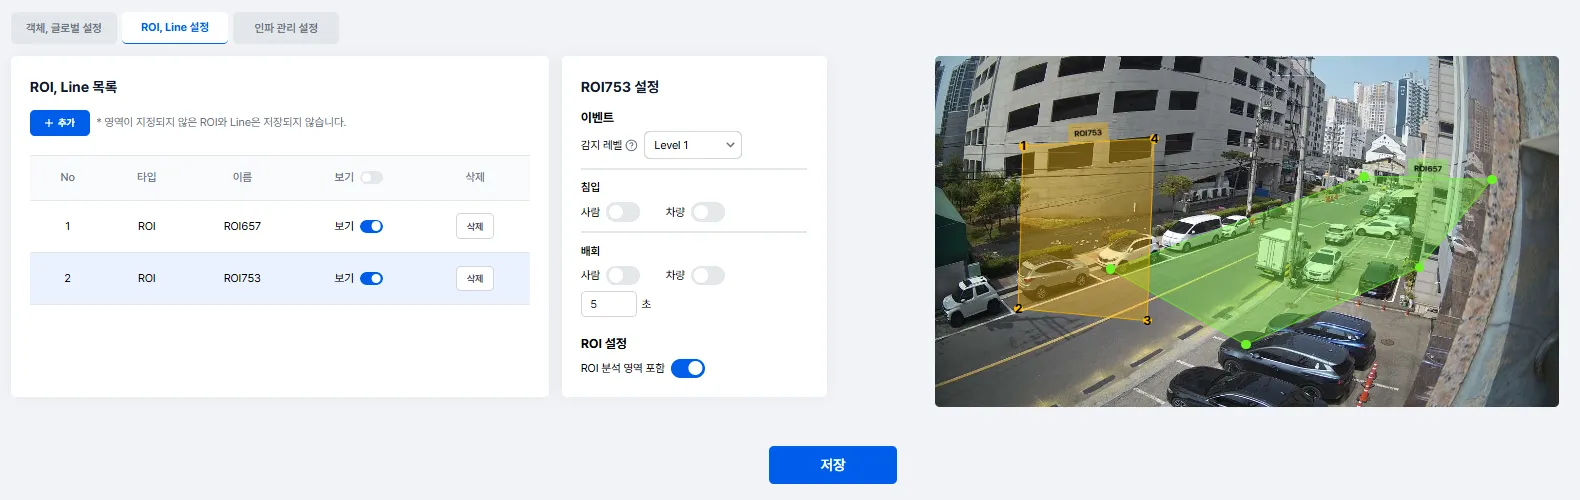 객체, 글로벌 설정
ROI, Line 설정
인파 관리 설정
ROI, Line 목록
+ 추가
* 영역이 지정되지 않은 ROI와 Line은 저장되지 않습니다.
No 타입 이름 보기 삭제
1 ROI ROI657 보기 삭제
2 ROI ROI753 보기 삭제
ROI753 설정
이벤트
감지 레벨 ? Level 1
침입
사람 차량
배회
사람 차량
5 초
ROI 설정
ROI 분석 영역 포함
ROI753
1
4
2
3
ROI657
저장